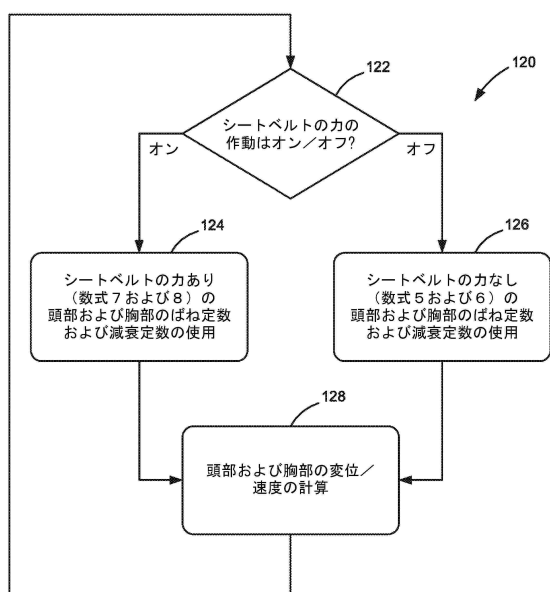 122
120
シートベルトの力の
作動はオン／オフ?
オン
オフ
124
126
シートベルトの力あり
（数式７および８）の
頭部および胸部のばね定数
および減衰定数の使用
シートベルトの力なし
（数式５および６）の
頭部および胸部のばね定数
および減衰定数の使用
128
頭部および胸部の変位／
速度の計算